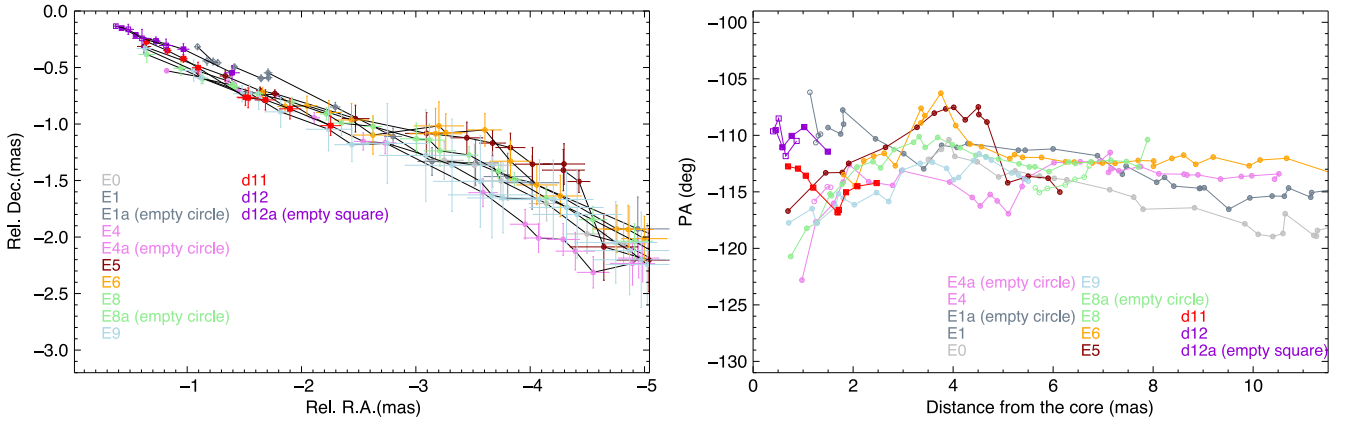 0.0
−0.5
−1.0
−1.5
−2.0
−2.5
−3.0
Rel. Dec.(mas)
E0
E1
E1a (empty circle)
E4
E4a (empty circle)
E5
E6
E8
E8a (empty circle)
E9
d11
d12
d12a (empty square)
−1 −2 −3 −4 −5
Rel. R.A.(mas)
−100
−105
−110
−115
−120
−125
−130
PA (deg)
E4a (empty circle) E9
E4 E8a (empty circle)
E1a (empty circle) E8 d11
E1 E6 d12
E0 E5 d12a (empty square)
0 2 4 6 8 10
Distance from the core (mas)